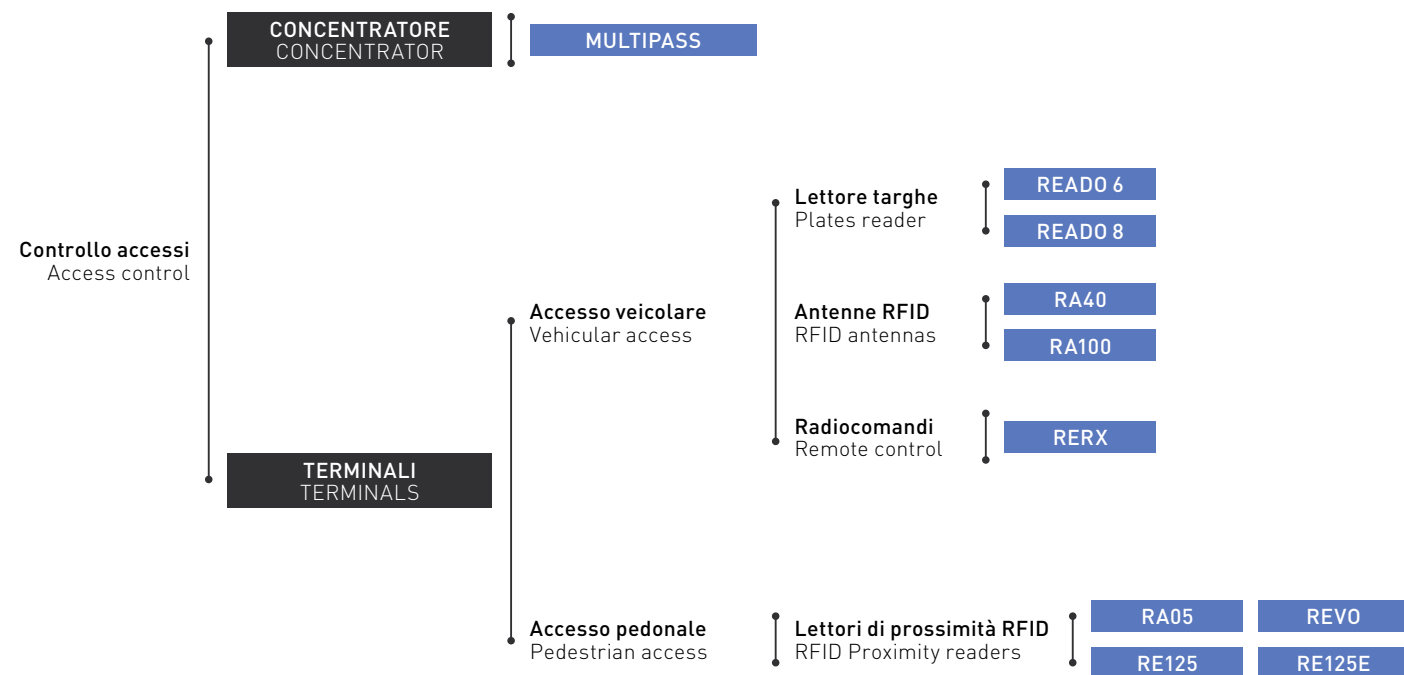 CONCENTRATORE
CONCENTRATOR
MULTIPASS
Controllo accessi
Access control
TERMINALI
TERMINALS
Accesso veicolare
Vehicular access
Lettore targhe
Plates reader
READO 6
READO 8
Antenne RFID
RFID antennas
RA40
RA100
Radiocomandi
Remote control
RERX
Accesso pedonale
Pedestrian access
Lettori di prossimità RFID
RFID Proximity readers
RA05
REVO
RE125
RE125E